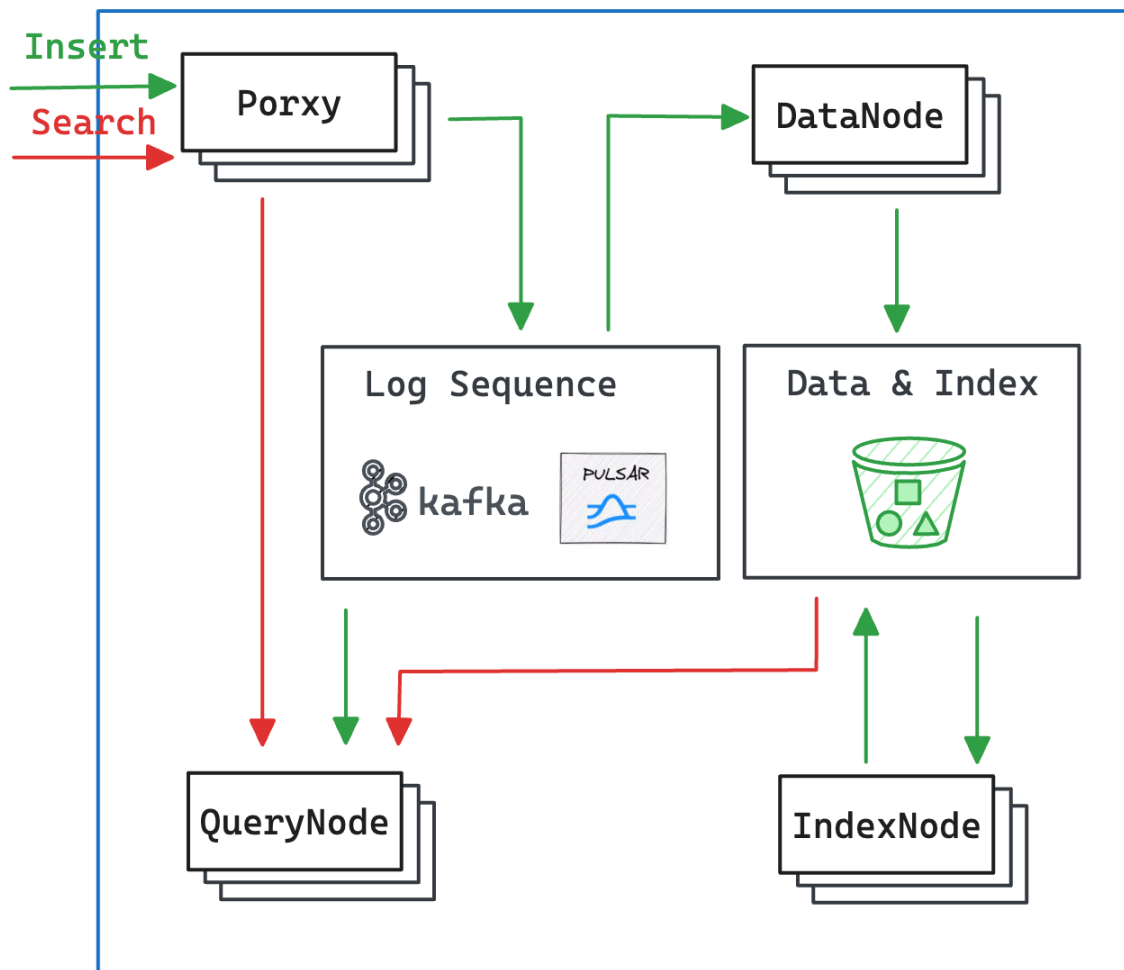 Insert
Search
Porxy
DataNode
Log Sequence
kafka
PULSAR
Data & Index
QueryNode
IndexNode